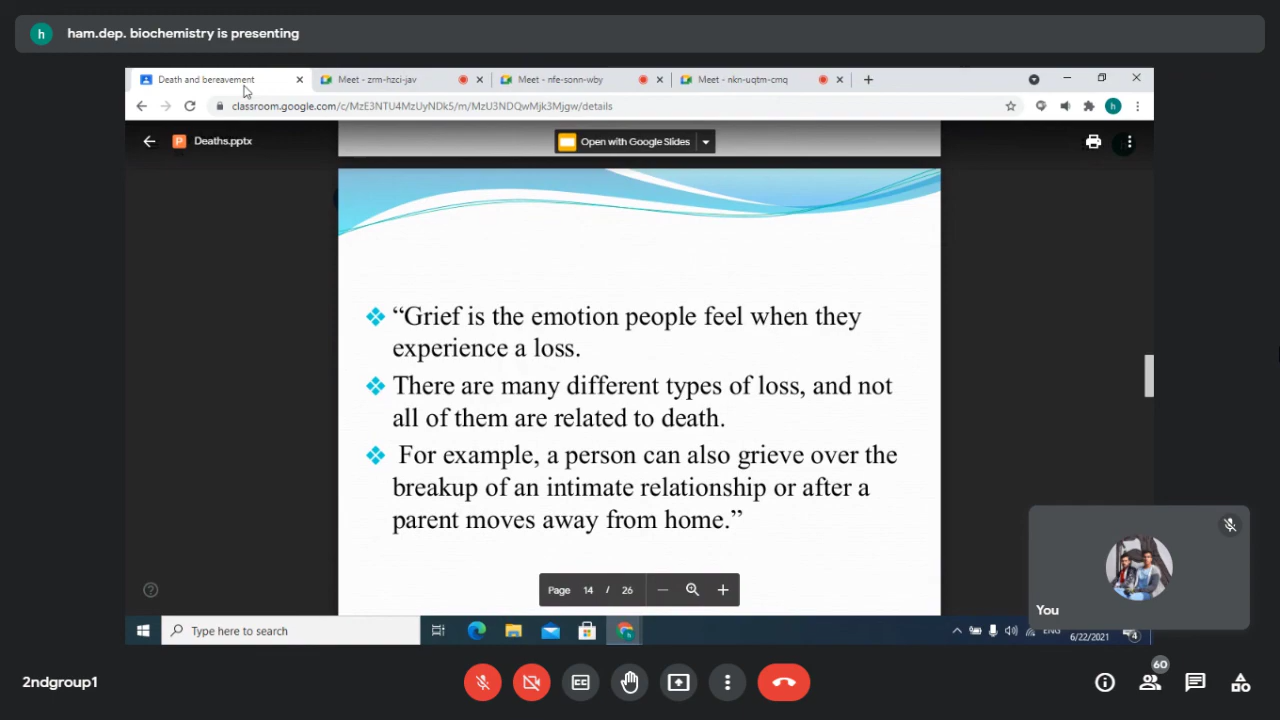 h ham.dep. biochemistry is presenting
Death and bereavement
Meet - zrm-hzci-jav
Meet - nfe-sonn-wby
Meet - nkn-uqtm-cmq
classroom.google.com/c/MzE3NTU4MzUyNDk5/m/MzU3NDQwMjk3Mjgw/details
h
P Deaths.pptx
Open with Google Slides
“Grief is the emotion people feel when they
experience a loss.
There are many different types of loss, and not
all of them are related to death.
For example, a person can also grieve over the
breakup of an intimate relationship or after a
parent moves away from home.”
Page 14 / 26
You
Type here to search
ENG
6/22/2021
4
2ndgroup1
CC
60